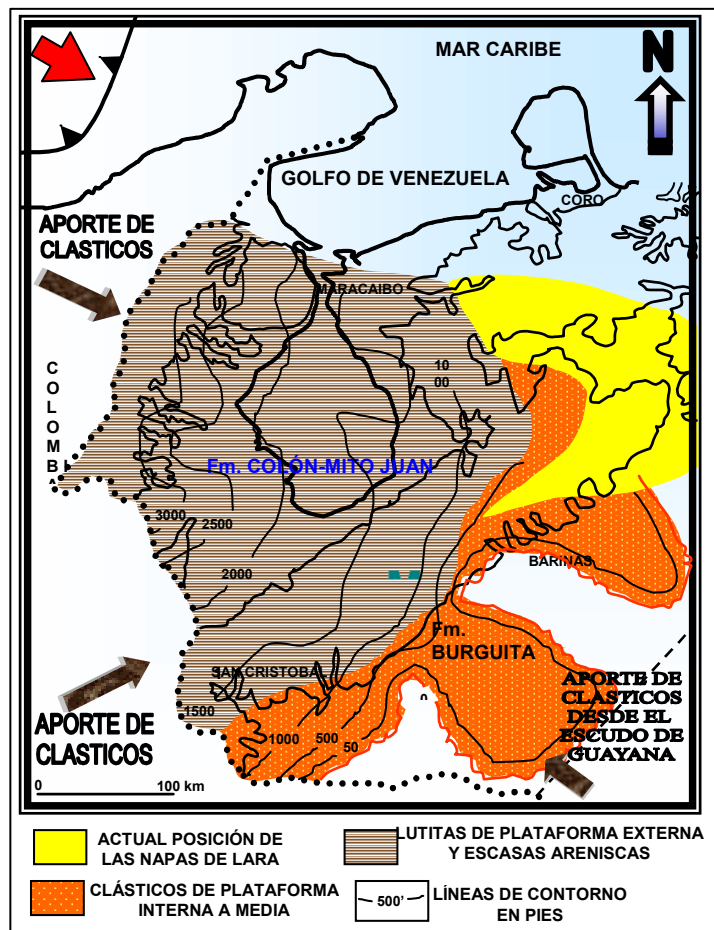 MAR CARIBE
N
GOLFO DE VENEZUELA
CORO
APORTE DE
CLASTICOS
MARACAIBO
C
O
L
O
M
B
I
A
10
00
Fm. COLÓN-MITO JUAN
3000
2500
2000
BARINAS
Fm.
BURGUITA
SAN CRISTOBAL
1500
1000
500
50
0
APORTE DE
CLASTICOS
APORTE DE
CLASTICOS
DESDE EL
ESCUDO DE
GUAYANA
0
100 km
ACTUAL POSICIÓN DE
LAS NAPAS DE LARA
LUTITAS DE PLATAFORMA EXTERNA
Y ESCASAS ARENISCAS
CLÁSTICOS DE PLATAFORMA
INTERNA A MEDIA
500'
LÍNEAS DE CONTORNO
EN PIES